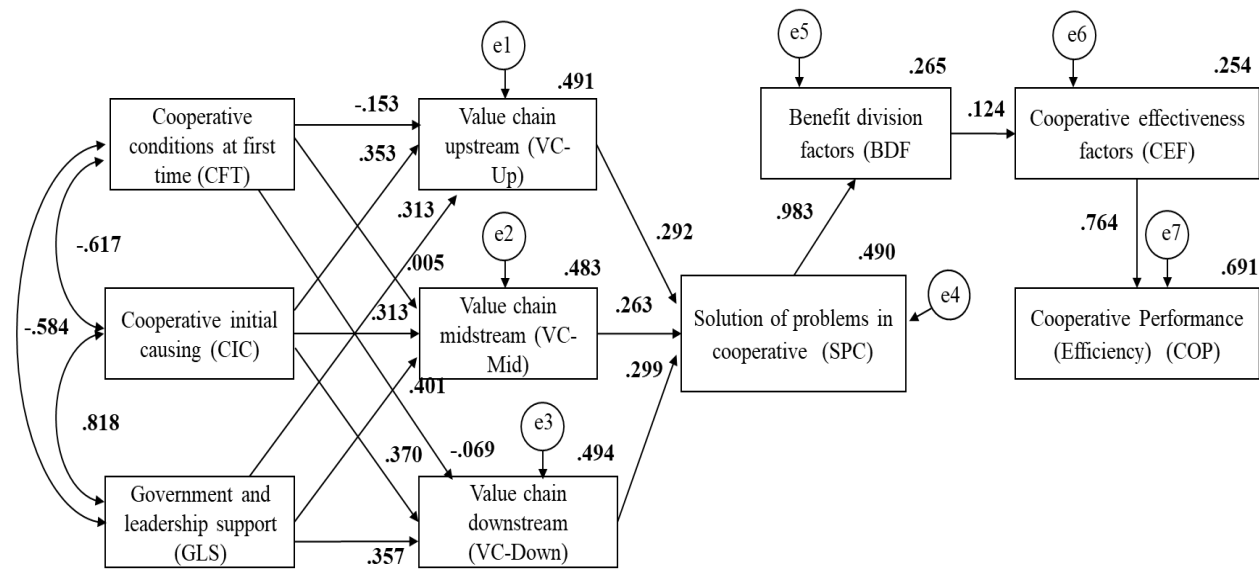 e1
e5
e6
.491
.265
.254
Cooperative
conditions at first
time (CFT)
-.153
.353
Value chain
upstream (VC-
Up)
Benefit division
factors (BDF
.124
Cooperative effectiveness
factors (CEF)
.313
.983
.764
-.617
e2
.292
e7
.005
.483
.490
.691
-.584
Cooperative initial
causing (CIC)
.313
Value chain
midstream (VC-
Mid)
.263
Solution of problems in
cooperative (SPC)
e4
Cooperative Performance
(Efficiency) (COP)
.401
.299
.818
e3
.370
-.069
.494
Government and
leadership support
(GLS)
.357
Value chain
downstream
(VC-Down)